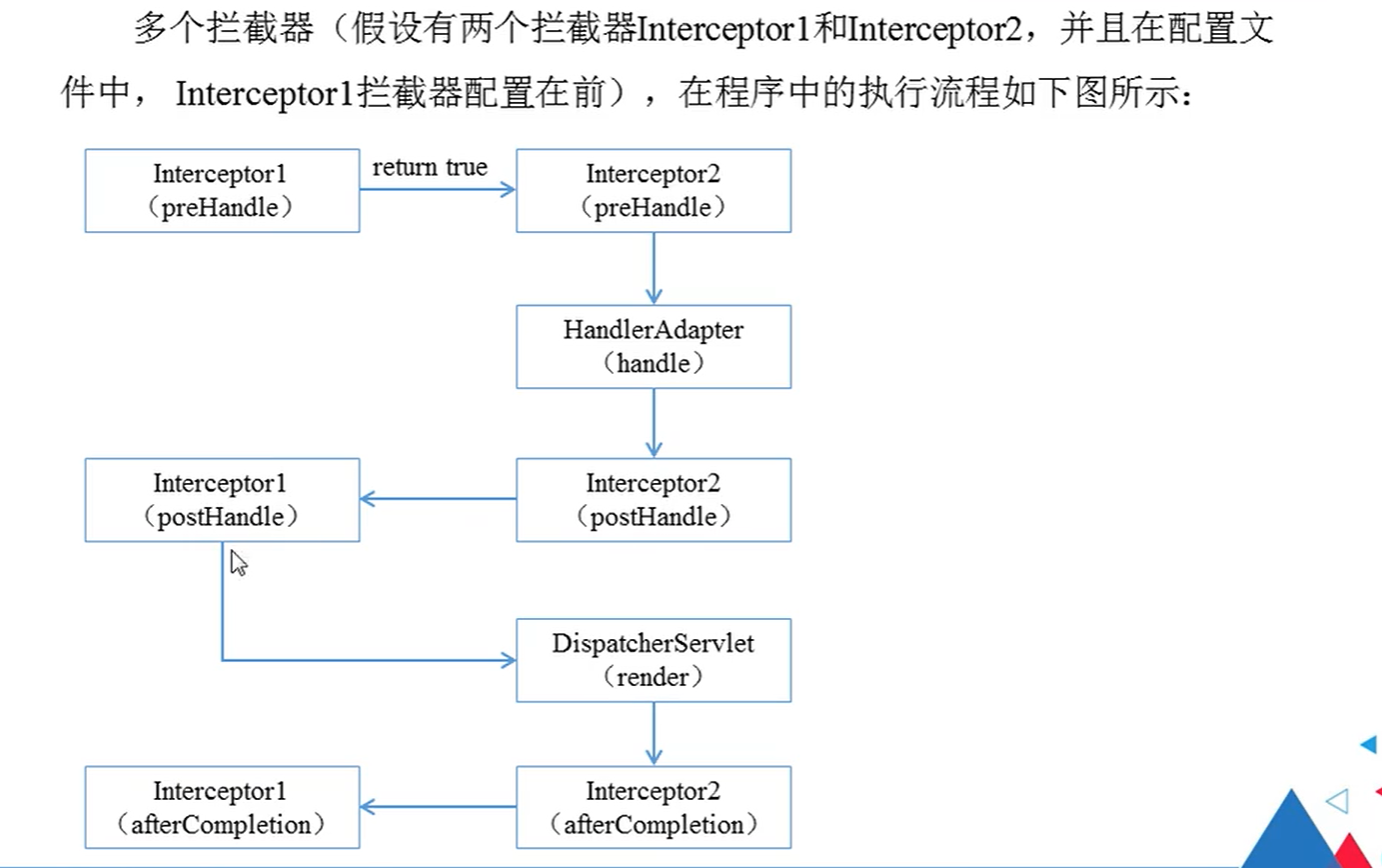 多个拦截器（假设有两个拦截器Interceptor1和Interceptor2，并且在配置文
件中， Interceptor1拦截器配置在前），在程序中的执行流程如下图所示：
Interceptor1
（preHandle）
return true
Interceptor2
（preHandle）
HandlerAdapter
（handle）
Interceptor1
（postHandle）
Interceptor2
（postHandle）
DispatcherServlet
（render）
Interceptor1
（afterCompletion）
Interceptor2
（afterCompletion）